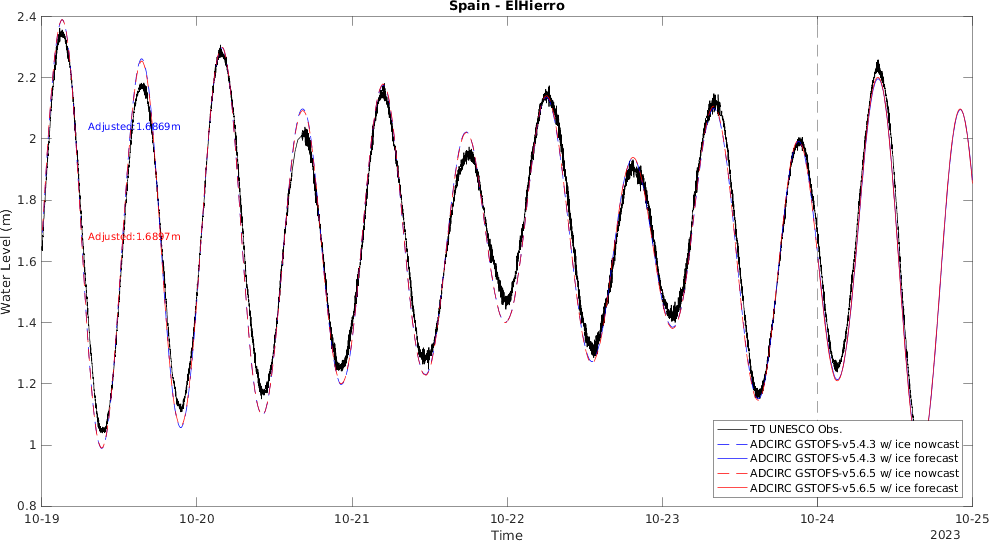 Spain - ElHierro
2.4
2.2
2
1.8
1.6
1.4
1.2
1
0.8
Water Level (m)
Adjusted:1.6869m
Adjusted:1.6897m
TD UNESCO Obs.
ADCIRC GSTOFS-v5.4.3 w/ ice nowcast
ADCIRC GSTOFS-v5.4.3 w/ ice forecast
ADCIRC GSTOFS-v5.6.5 w/ ice nowcast
ADCIRC GSTOFS-v5.6.5 w/ ice forecast
10-19 10-20 10-21 10-22 10-23 10-24 10-25
Time
2023